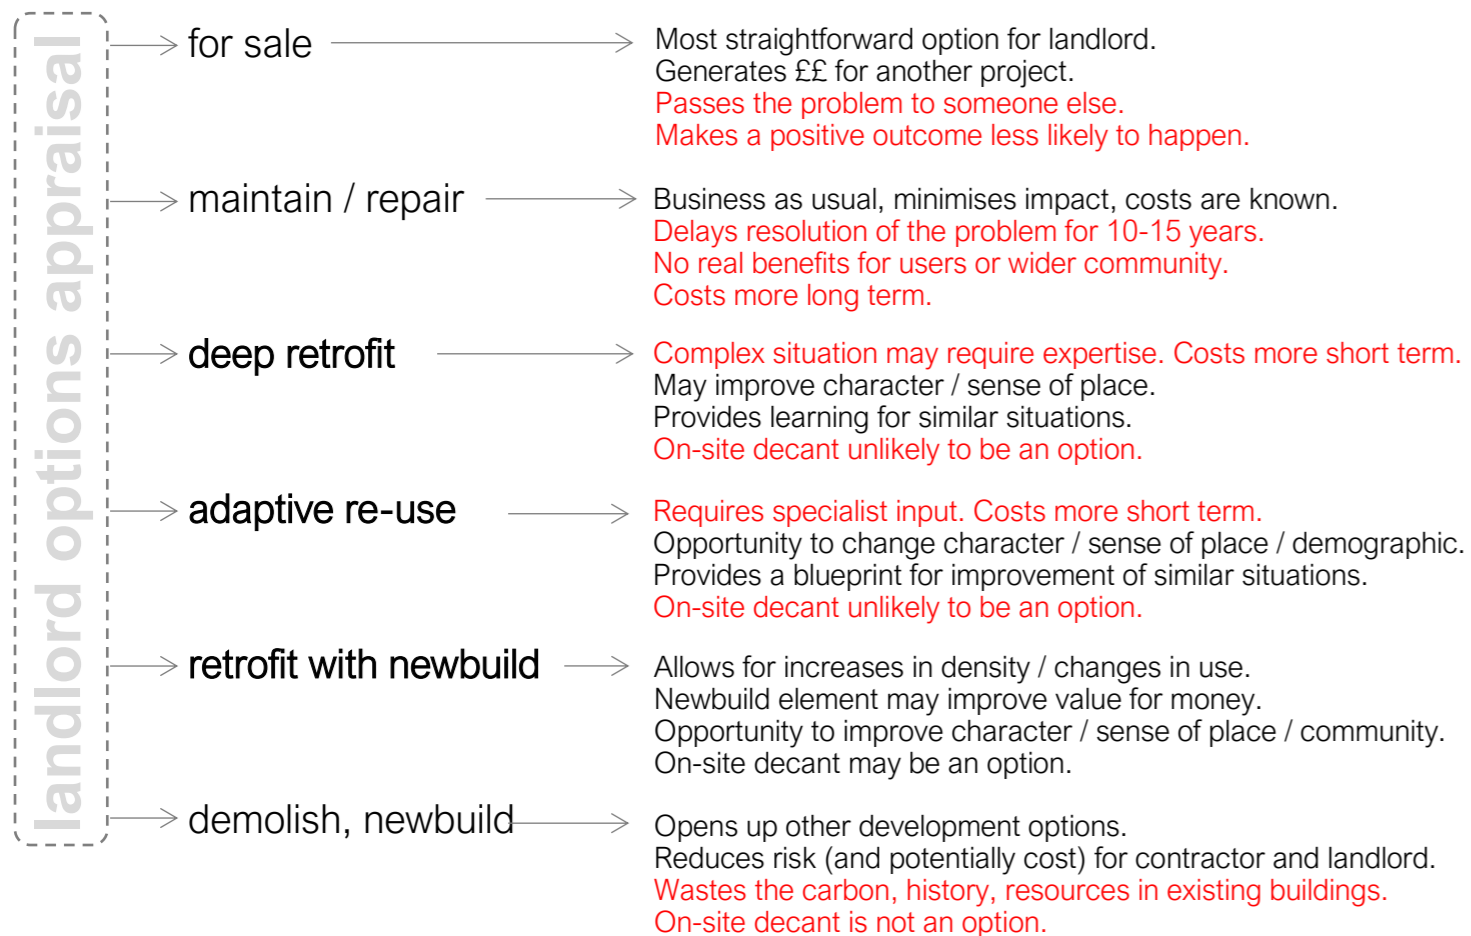 landlord options appraisal
for sale
Most straightforward option for landlord.
Generates ££ for another project.
Passes the problem to someone else.
Makes a positive outcome less likely to happen.
maintain / repair
Business as usual, minimises impact, costs are known.
Delays resolution of the problem for 10-15 years.
No real benefits for users or wider community.
Costs more long term.
deep retrofit
Complex situation may require expertise. Costs more short term.
May improve character / sense of place.
Provides learning for similar situations.
On-site decant unlikely to be an option.
adaptive re-use
Requires specialist input. Costs more short term.
Opportunity to change character / sense of place / demographic.
Provides a blueprint for improvement of similar situations.
On-site decant unlikely to be an option.
retrofit with newbuild
Allows for increases in density / changes in use.
Newbuild element may improve value for money.
Opportunity to improve character / sense of place / community.
On-site decant may be an option.
demolish, newbuild
Opens up other development options.
Reduces risk (and potentially cost) for contractor and landlord.
Wastes the carbon, history, resources in existing buildings.
On-site decant is not an option.